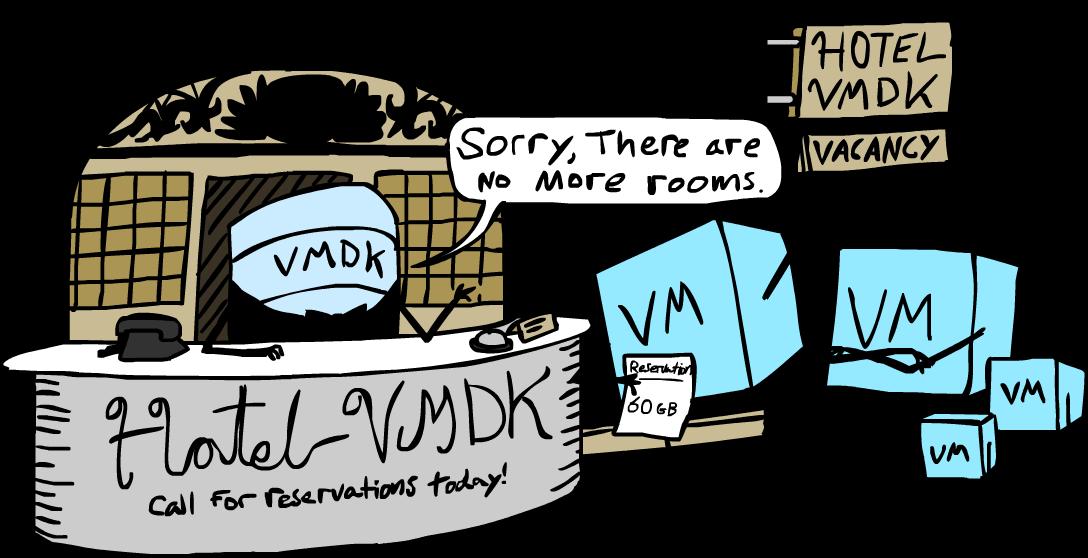 HOTEL
VMDK
VACANCY
Sorry, There are
No More rooms.
VMDK
VM
VM
Reservation
60 GB
VM
VM
Hotel VMDK
Call For reservations today!